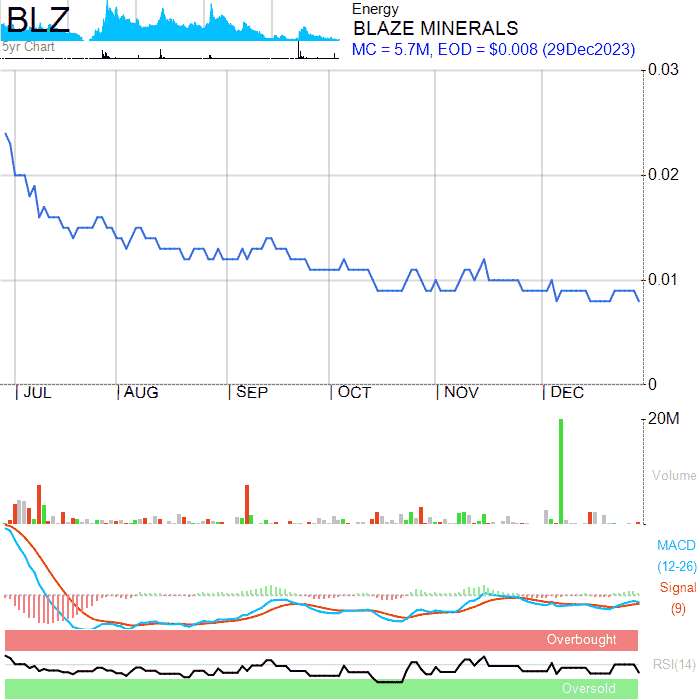 BLZ
5yr Chart
Energy
BLAZE MINERALS
MC = 5.7M, EOD = $0.008 (29Dec2023)
0.03
0.02
0.01
0
JUL AUG SEP OCT NOV DEC
20M
Volume
MACD
(12-26)
Signal
(9)
Overbought
RSI(14)
Oversold